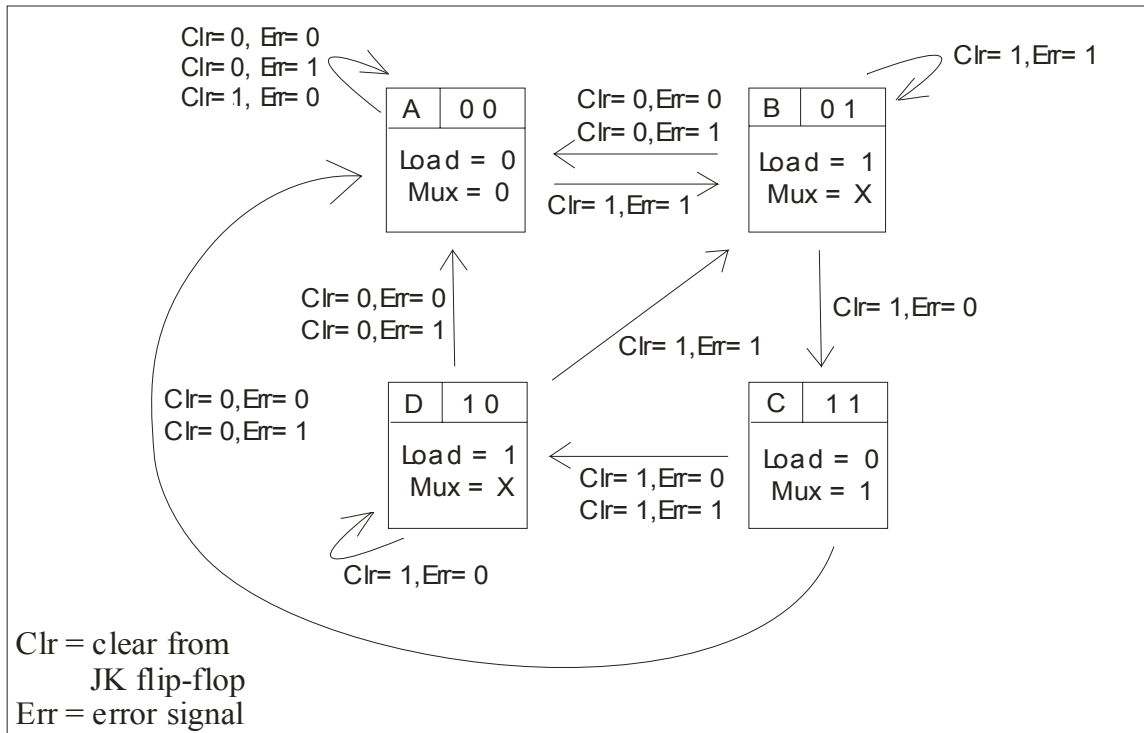 Clr= 0, Err= 0
Clr= 0, Err= 1
Clr= 1, Err= 0
Clr= 1,Err= 1
A 0 0
Load = 0
Mux = 0
Clr= 0,Err= 0
Clr= 0,Err= 1
Clr= 1,Err= 1
B 0 1
Load = 1
Mux = X
Clr= 0,Err= 0
Clr= 0,Err= 1
Clr= 1,Err= 1
Clr= 1,Err= 0
Clr= 0,Err= 0
Clr= 0,Err= 1
D 1 0
Load = 1
Mux = X
Clr= 1,Err= 0
Clr= 1,Err= 1
C 1 1
Load = 0
Mux = 1
Clr= 1,Err= 0
Clr = clear from
JK flip-flop
Err = error signal